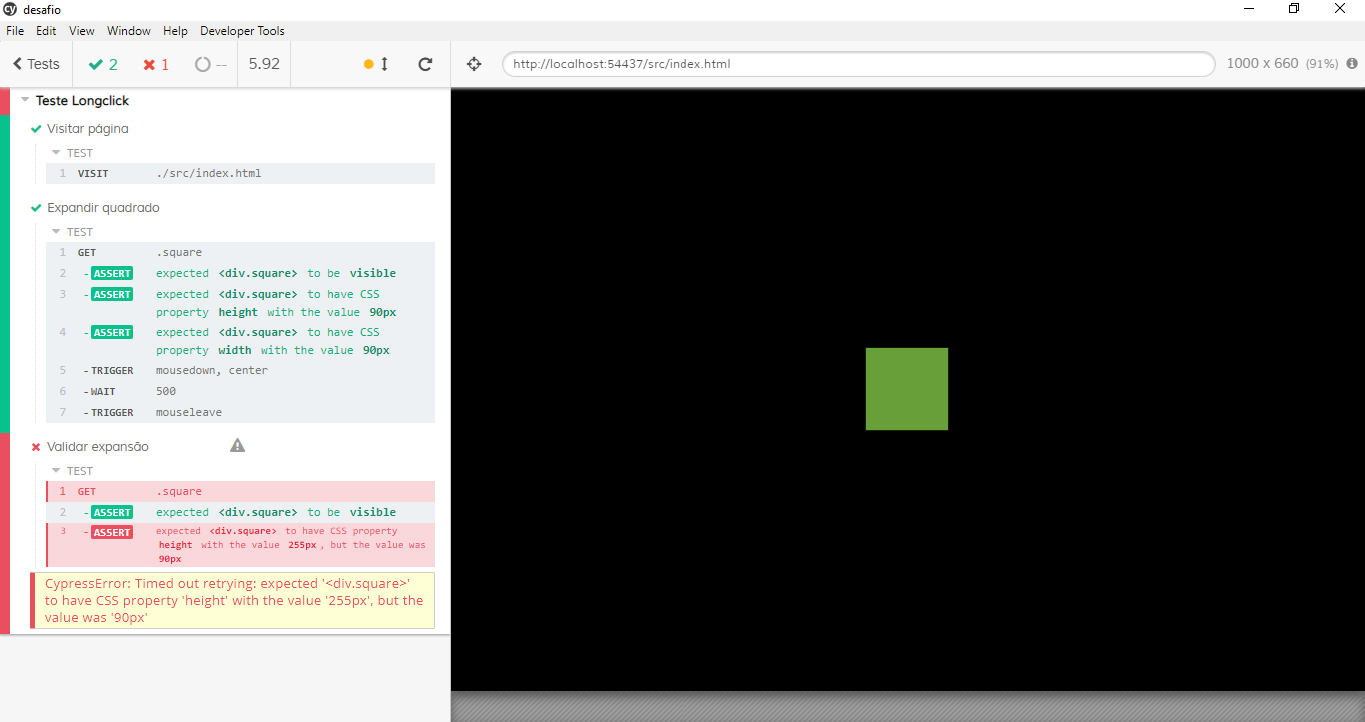 cy desafio
File Edit View Window Help Developer Tools
Tests 2 1 -- 5.92 http://localhost:54437/src/index.html 1000 x 660 (91%)
Teste Longclick
Visitar página
TEST
1 VISIT ./src/index.html
Expandir quadrado
TEST
1 GET .square
2 -ASSERT expected <div.square> to be visible
3 -ASSERT expected <div.square> to have CSS
property height with the value 90px
4 -ASSERT expected <div.square> to have CSS
property width with the value 90px
5 -TRIGGER mousedown, center
6 -WAIT 500
7 -TRIGGER mouseleave
Validar expansão
TEST
1 GET .square
2 -ASSERT expected <div.square> to be visible
3 -ASSERT expected <div.square> to have CSS property
height with the value 255px, but the value was
90px
CypressError: Timed out retrying: expected '<div.square>'
to have CSS property 'height' with the value '255px', but the
value was '90px'